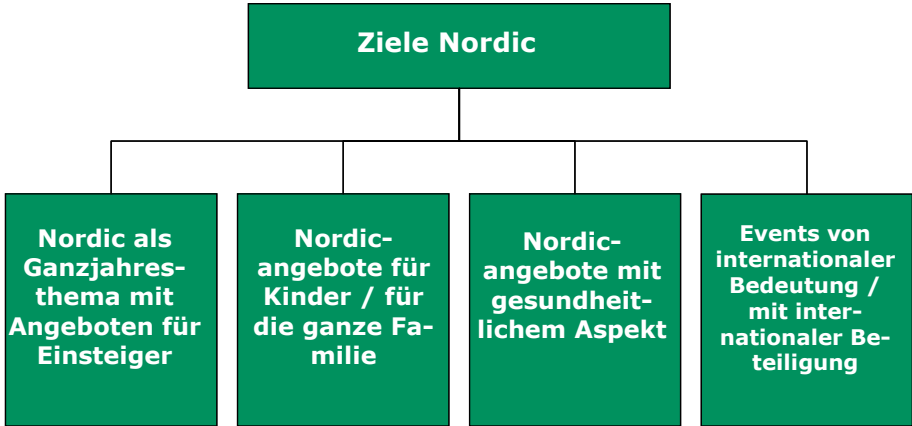 Ziele Nordic
Nordic als
Ganzjahres-
thema mit
Angeboten für
Einsteiger
Nordic-
angebote für
Kinder / für
die ganze Fa-
milie
Nordic-
angebote mit
gesundheit-
lichem Aspekt
Events von
internationaler
Bedeutung /
mit inter-
nationaler Be-
teiligung